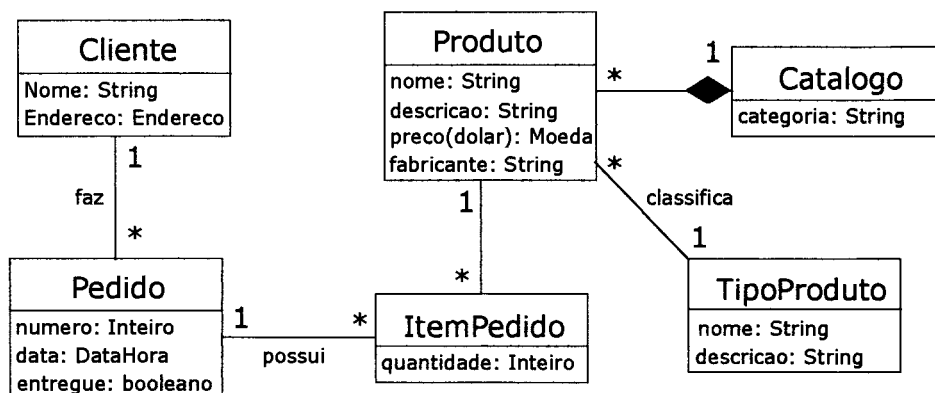 Cliente
Nome: String
Endereco: Endereco
1
faz
*
Pedido
numero: Inteiro
data: DataHora
entregue: booleano
1
possui
*
ItemPedido
quantidade: Inteiro
*
1
Produto
nome: String
descricao: String
preco(dolar): Moeda
fabricante: String
*
1
Catalogo
categoria: String
*
classifica
1
TipoProduto
nome: String
descricao: String